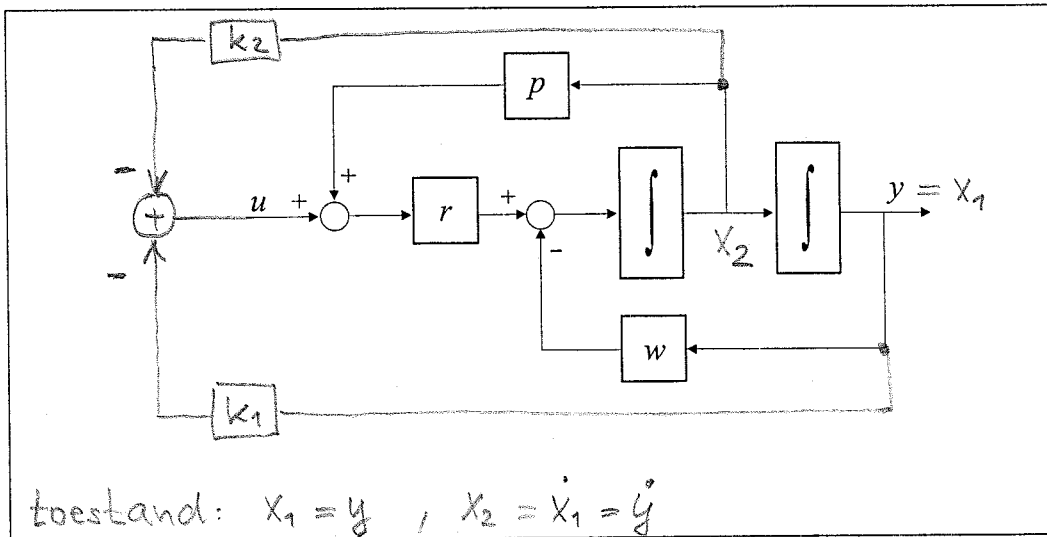 k2
p
-
+
u
+
+
r
+
-
∫
X2
∫
y = X1
-
w
k1
toestand: X1 = y , X2 = Ẋ1 = ẏ